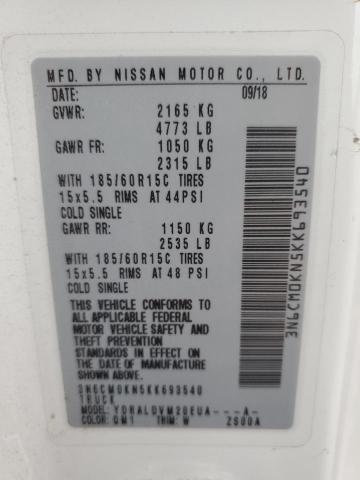 MFD. BY NISSAN MOTOR CO., LTD.
DATE: 09/18
GVWR: 2165 KG
4773 LB
GAWR FR: 1050 KG
2315 LB
WITH 185/60R15C TIRES
15x5.5 RIMS AT 44PSI
COLD SINGLE
GAWR RR: 1150 KG
2535 LB
WITH 185/60R15C TIRES
15x5.5 RIMS AT 48 PSI
COLD SINGLE
THIS VEHICLE CONFORMS TO
ALL APPLICABLE FEDERAL
MOTOR VEHICLE SAFETY AND
THEFT PREVENTION
STANDARDS IN EFFECT ON
THE DATE OF MANUFACTURE
SHOWN ABOVE.
3N6CM0KN5KK693540
TRUCK
MODEL: YDRALDVM20EUA---A-
COLOR: QM1 TRIM: W ZS00A
3N6CM0KN5KK693540